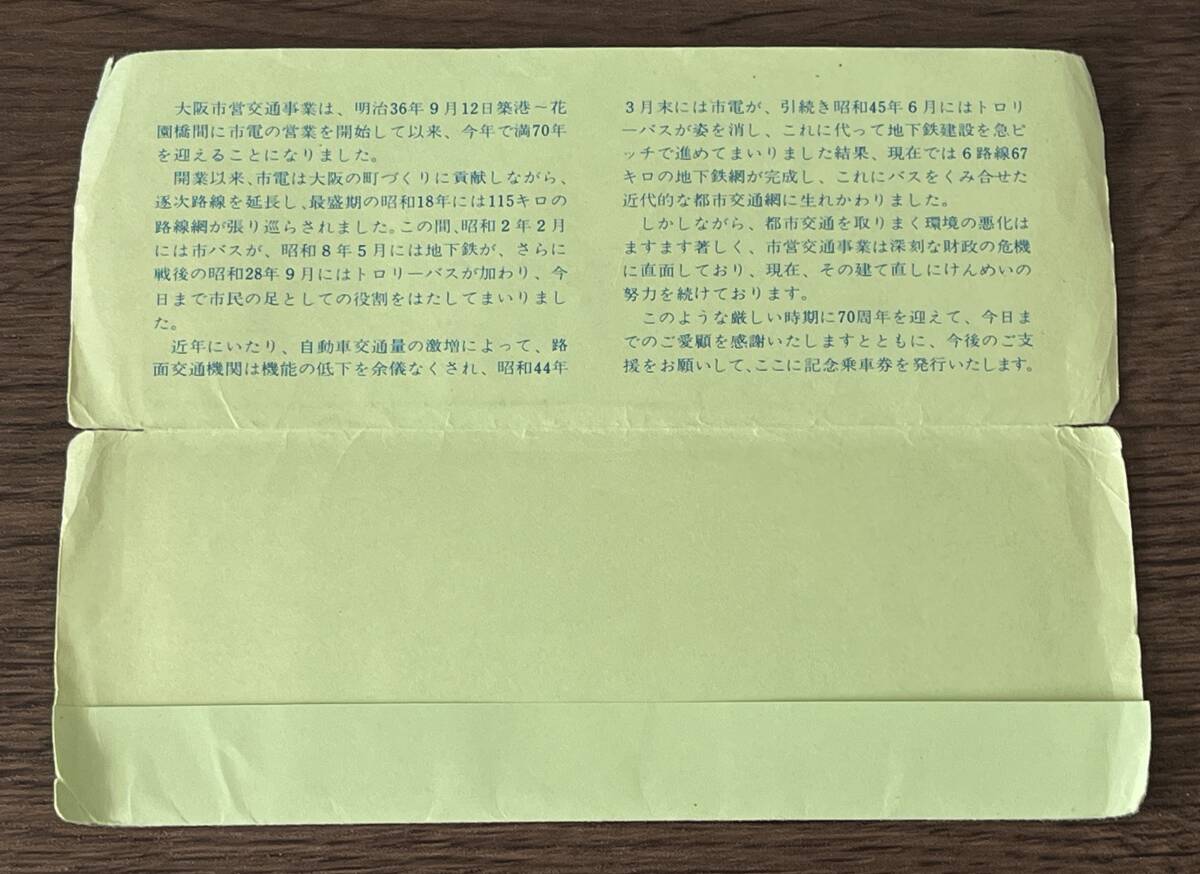 大阪市営交通事業は、明治36年9月12日築港～花
園橋間に市電の営業を開始して以来、今年で満70年
を迎えることになりました。
開業以来、市電は大阪の町づくりに貢献しながら、
逐次路線を延長し、最盛期の昭和18年には115キロの
路線網が張り巡らされました。この間、昭和2年2月
には市バスが、昭和8年5月には地下鉄が、さらに
戦後の昭和28年9月にはトロリーバスが加わり、今
日まで市民の足としての役割をはたしてまいりまし
た。
近年にいたり、自動車交通量の激増によって、路
面交通機関は機能の低下を余儀なくされ、昭和44年
3月末には市電が、引続き昭和45年6月にはトロリ
ーバスが姿を消し、これに代って地下鉄建設を急ピ
ッチで進めてまいりました結果、現在では6路線67
キロの地下鉄網が完成し、これにバスをくみ合せた
近代的な都市交通網に生れかわりました。
しかしながら、都市交通を取りまく環境の悪化は
ますます著しく、市営交通事業は深刻な財政の危機
に直面しており、現在、その建て直しにけんめいの
努力を続けております。
このような厳しい時期に70周年を迎えて、今日ま
でのご愛顧を感謝いたしますとともに、今後のご支
援をお願いして、ここに記念乗車券を発行いたします。